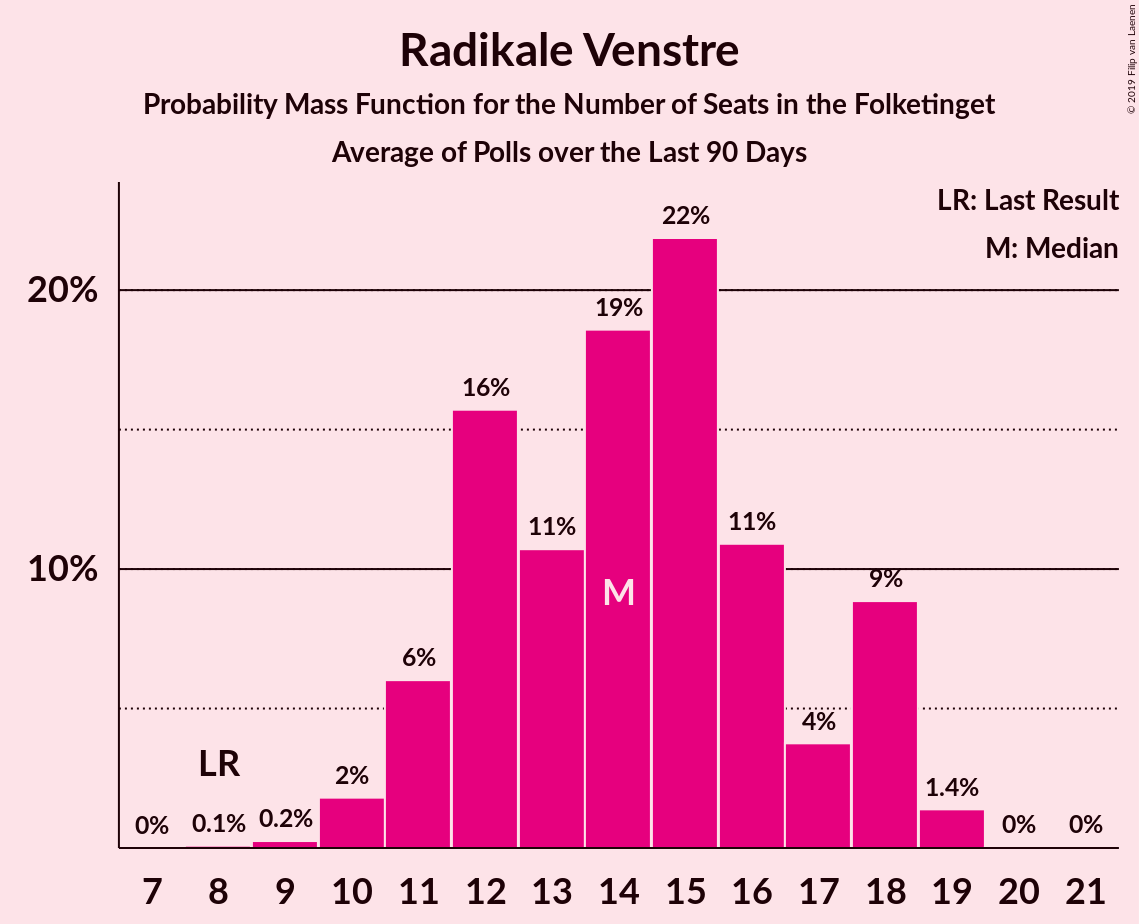 Radikale Venstre
Probability Mass Function for the Number of Seats in the Folketinget
Average of Polls over the Last 90 Days
© 2019 Filip van Laenen
LR: Last Result
M: Median
22%
20%
19%
16%
11%
11%
10%
9%
M
6%
4%
LR
2%
1.4%
0%
0.1%
0.2%
0%
0%
7 8 9 10 11 12 13 14 15 16 17 18 19 20 21